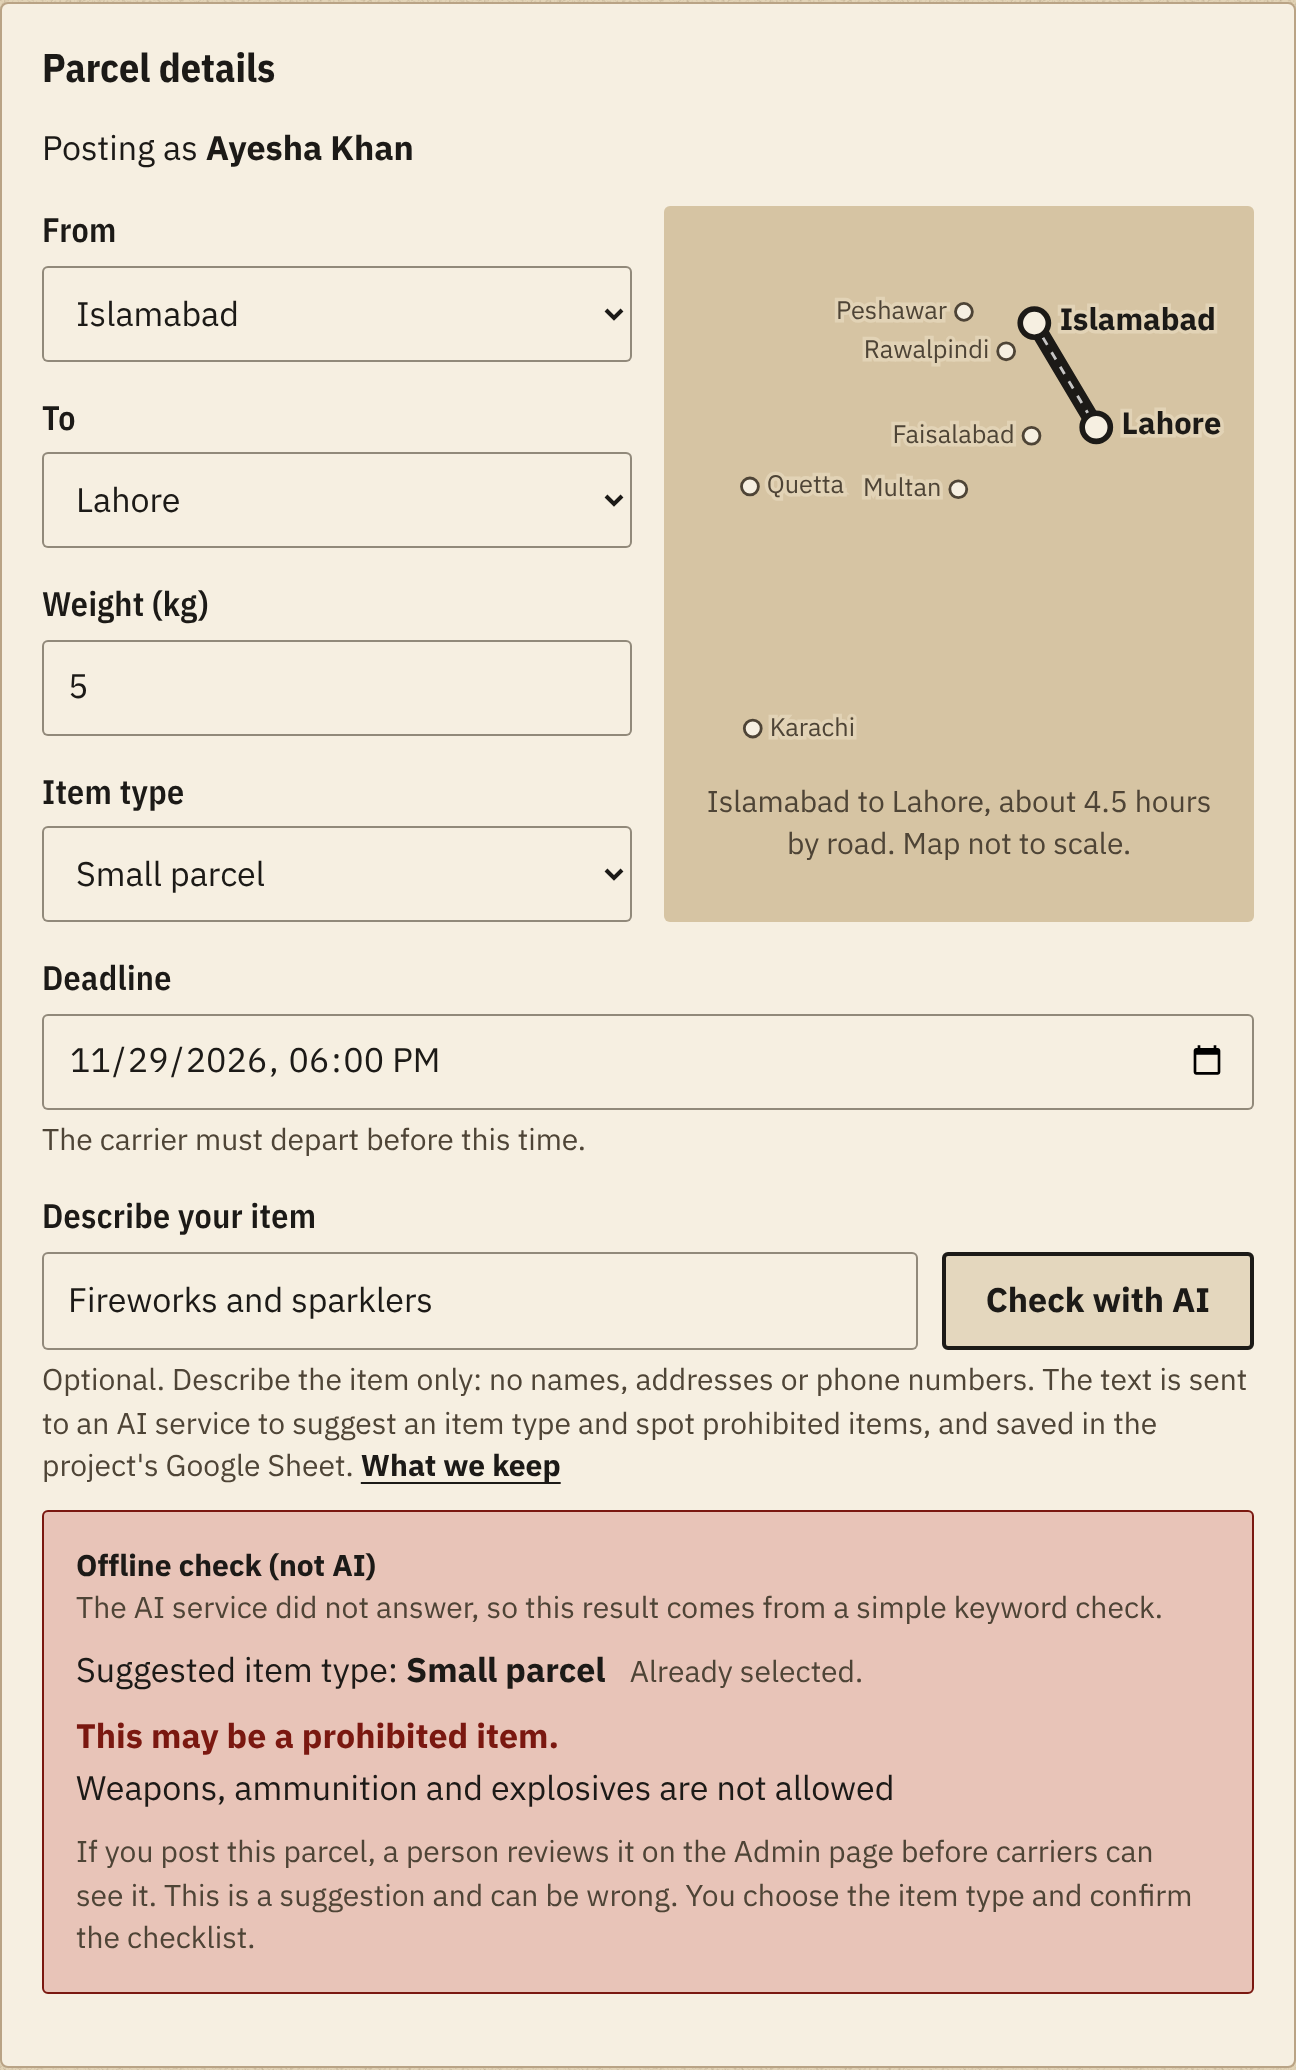 Parcel details
Posting as Ayesha Khan
From
Islamabad
To
Lahore
Weight (kg)
5
Item type
Small parcel
Peshawar
Islamabad
Rawalpindi
Lahore
Faisalabad
Quetta
Multan
Karachi
Islamabad to Lahore, about 4.5 hours
by road. Map not to scale.
Deadline
11/29/2026, 06:00 PM
The carrier must depart before this time.
Describe your item
Fireworks and sparklers
Check with AI
Optional. Describe the item only: no names, addresses or phone numbers. The text is sent
to an AI service to suggest an item type and spot prohibited items, and saved in the
project's Google Sheet. What we keep
Offline check (not AI)
The AI service did not answer, so this result comes from a simple keyword check.
Suggested item type: Small parcel Already selected.
This may be a prohibited item.
Weapons, ammunition and explosives are not allowed
If you post this parcel, a person reviews it on the Admin page before carriers can
see it. This is a suggestion and can be wrong. You choose the item type and confirm
the checklist.